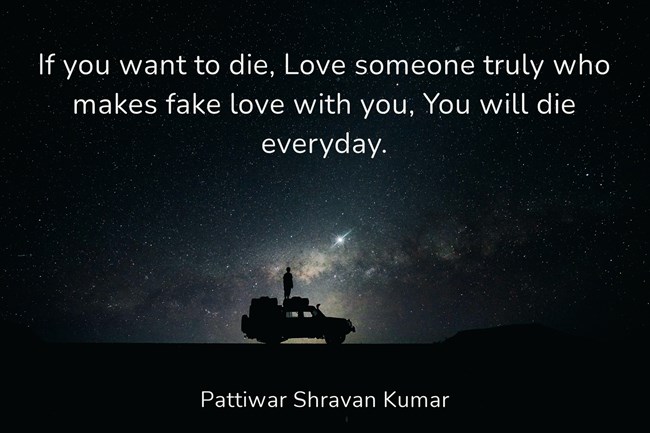 If you want to die, Love someone truly who
makes fake love with you, You will die
everyday.
Pattiwar Shravan Kumar